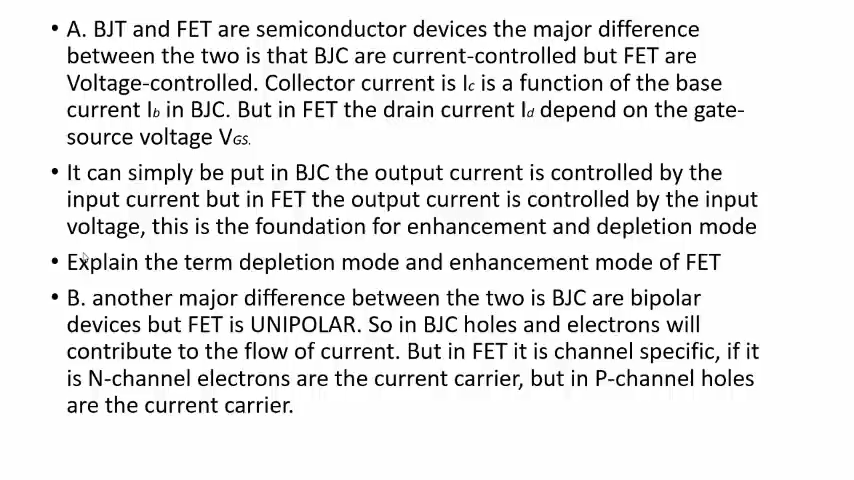 • A. BJT and FET are semiconductor devices the major difference
between the two is that BJC are current-controlled but FET are
Voltage-controlled. Collector current is Ic is a function of the base
current Ib in BJC. But in FET the drain current Id depend on the gate-
source voltage VGS.
• It can simply be put in BJC the output current is controlled by the
input current but in FET the output current is controlled by the input
voltage, this is the foundation for enhancement and depletion mode
• Explain the term depletion mode and enhancement mode of FET
• B. another major difference between the two is BJC are bipolar
devices but FET is UNIPOLAR. So in BJC holes and electrons will
contribute to the flow of current. But in FET it is channel specific, if it
is N-channel electrons are the current carrier, but in P-channel holes
are the current carrier.